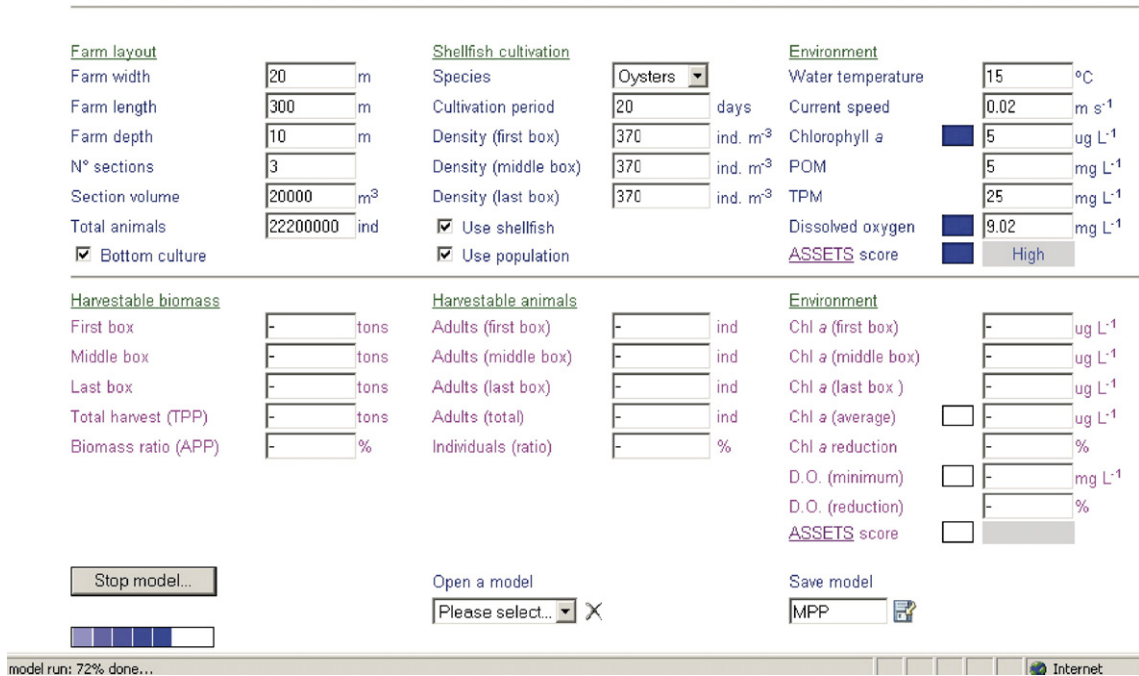 Farm layout Shellfish cultivation Environment
Farm width 20 m Species Oysters Water temperature 15 ºC
Farm length 300 m Cultivation period 20 days Current speed 0.02 m s-1
Farm depth 10 m Density (first box) 370 ind. m-3 Chlorophyll a 5 ug L-1
N° sections 3 Density (middle box) 370 ind. m-3 POM 5 mg L-1
Section volume 20000 m3 Density (last box) 370 ind. m-3 TPM 25 mg L-1
Total animals 22200000 ind Use shellfish Dissolved oxygen 9.02 mg L-1
Bottom culture Use population ASSETS score High
Harvestable biomass Harvestable animals Environment
First box - tons Adults (first box) - ind Chl a (first box) - ug L-1
Middle box - tons Adults (middle box) - ind Chl a (middle box) - ug L-1
Last box - tons Adults (last box) - ind Chl a (last box ) - ug L-1
Total harvest (TPP) - tons Adults (total) - ind Chl a (average) - ug L-1
Biomass ratio (APP) - % Individuals (ratio) - % Chl a reduction - %
D.O. (minimum) - mg L-1
D.O. (reduction) - %
ASSETS score
Stop model... Open a model Save model
Please select... MPP
model run: 72% done... Internet